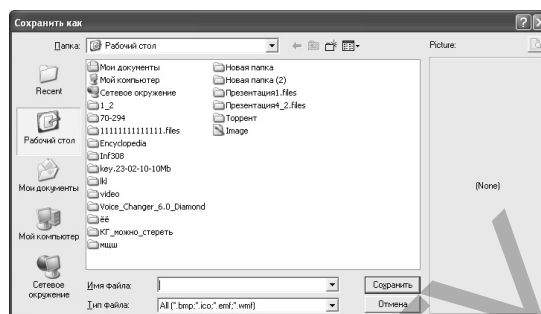 Сохранить как
Папка: Рабочий стол
Picture:
Recent
Рабочий стол
Мои документы
Мой компьютер
Сетевое окружение
Мои документы
Мой компьютер
Сетевое окружение
1_2
70-294
11111111111111.files
Encyclopedia
Inf308
key.23-02-10-10Mb
lkl
video
Voice_Changer_6.0_Diamond
ёё
КГ_можно_стереть
мщш
Новая папка
Новая папка (2)
Презентация1.files
Презентация4_2.files
Торрент
Image
(None)
Имя файла:
Сохранить
Тип файла: All (*.bmp;*.ico;*.emf;*.wmf)
Отмена